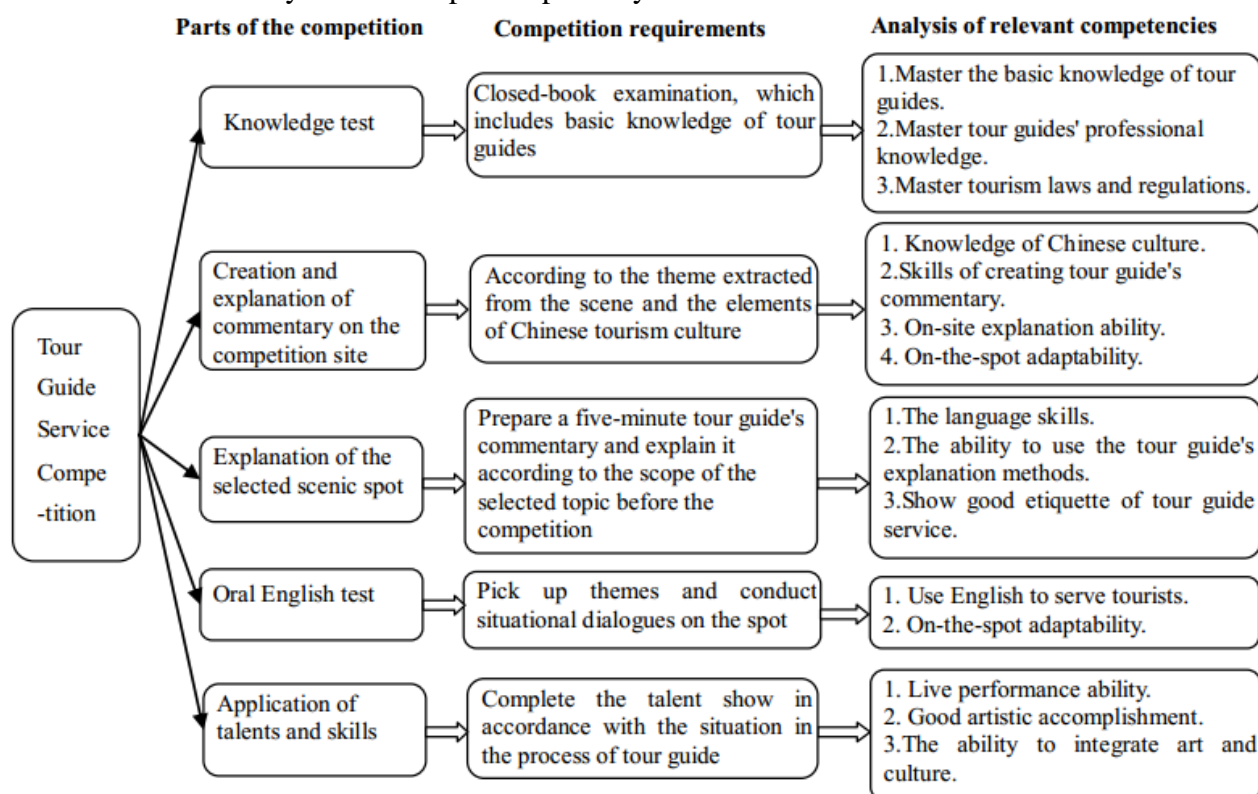 Parts of the competition
Competition requirements
Analysis of relevant competencies
Tour
Guide
Service
Compe
-tition
Knowledge test
Closed-book examination, which
includes basic knowledge of tour
guides
1.Master the basic knowledge of tour
guides.
2.Master tour guides' professional
knowledge.
3.Master tourism laws and regulations.
Creation and
explanation of
commentary on the
competition site
According to the theme extracted
from the scene and the elements
of Chinese tourism culture
1. Knowledge of Chinese culture.
2.Skills of creating tour guide's
commentary.
3. On-site explanation ability.
4. On-the-spot adaptability.
Explanation of the
selected scenic spot
Prepare a five-minute tour guide's
commentary and explain it
according to the scope of the
selected topic before the
competition
1.The language skills.
2.The ability to use the tour guide's
explanation methods.
3.Show good etiquette of tour guide
service.
Oral English test
Pick up themes and conduct
situational dialogues on the spot
1. Use English to serve tourists.
2. On-the-spot adaptability.
Application of
talents and skills
Complete the talent show in
accordance with the situation in
the process of tour guide
1. Live performance ability.
2. Good artistic accomplishment.
3.The ability to integrate art and
culture.